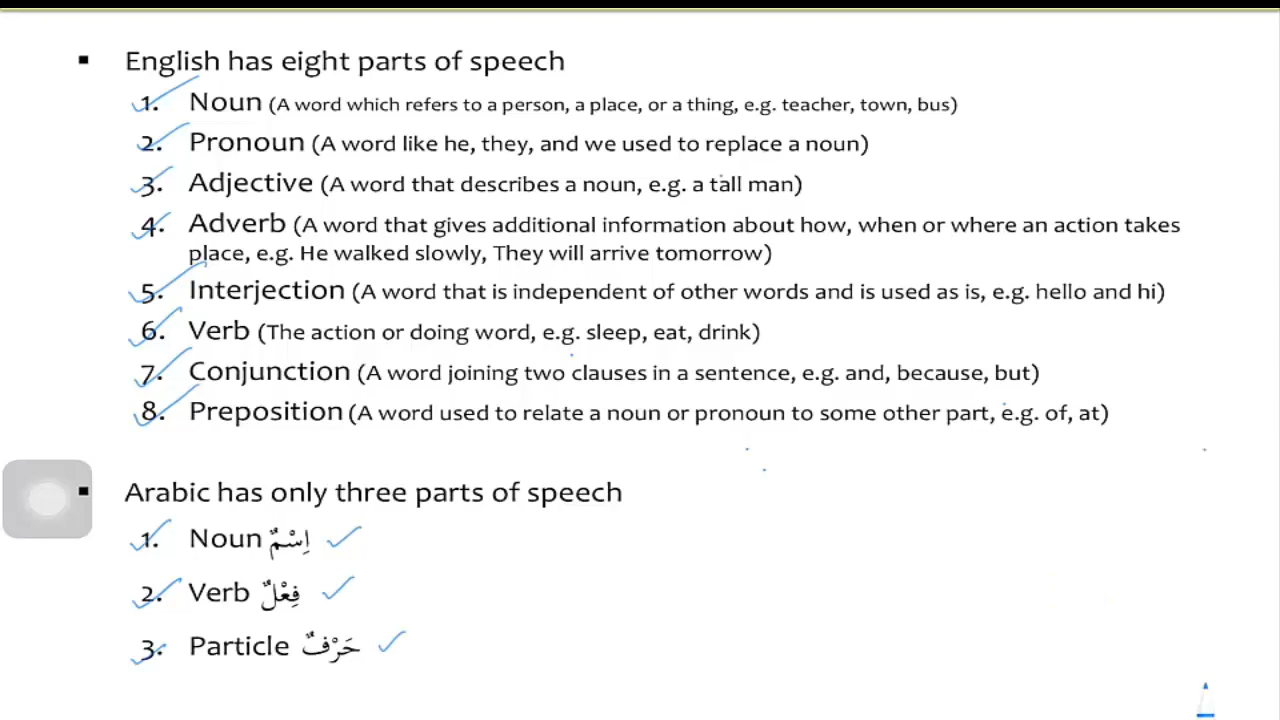 ▪ English has eight parts of speech
1. Noun (A word which refers to a person, a place, or a thing, e.g. teacher, town, bus)
2. Pronoun (A word like he, they, and we used to replace a noun)
3. Adjective (A word that describes a noun, e.g. a tall man)
4. Adverb (A word that gives additional information about how, when or where an action takes
place, e.g. He walked slowly, They will arrive tomorrow)
5. Interjection (A word that is independent of other words and is used as is, e.g. hello and hi)
6. Verb (The action or doing word, e.g. sleep, eat, drink)
7. Conjunction (A word joining two clauses in a sentence, e.g. and, because, but)
8. Preposition (A word used to relate a noun or pronoun to some other part, e.g. of, at)
▪ Arabic has only three parts of speech
1. Noun اِسْمٌ
2. Verb فِعْلٌ
3. Particle حَرْفٌ